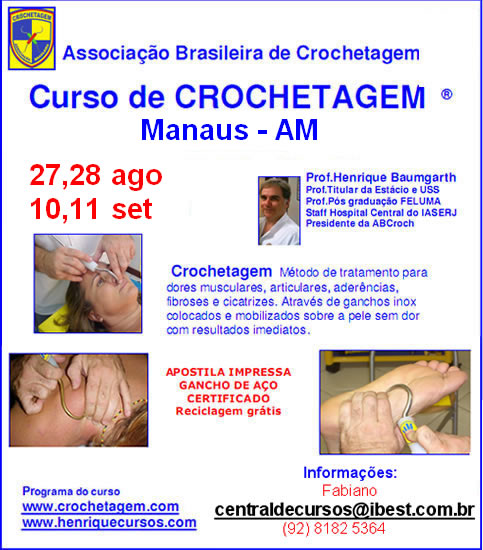 CROCHETAGEM
Associação Brasileira de Crochetagem
Curso de CROCHETAGEM ®
Manaus - AM
27,28 ago
10,11 set
Prof.Henrique Baumgarth
Prof.Titular da Estácio e USS
Prof.Pós graduação FELUMA
Staff Hospital Central do IASERJ
Presidente da ABCroch
Crochetagem Método de tratamento para
dores musculares, articulares, aderências,
fibroses e cicatrizes. Através de ganchos inox
colocados e mobilizados sobre a pele sem dor
com resultados imediatos.
APOSTILA IMPRESSA
GANCHO DE AÇO
CERTIFICADO
Reciclagem grátis
Informações:
Fabiano
centraldecursos@ibest.com.br
(92) 8182 5364
Programa do curso
www.crochetagem.com
www.henriquecursos.com